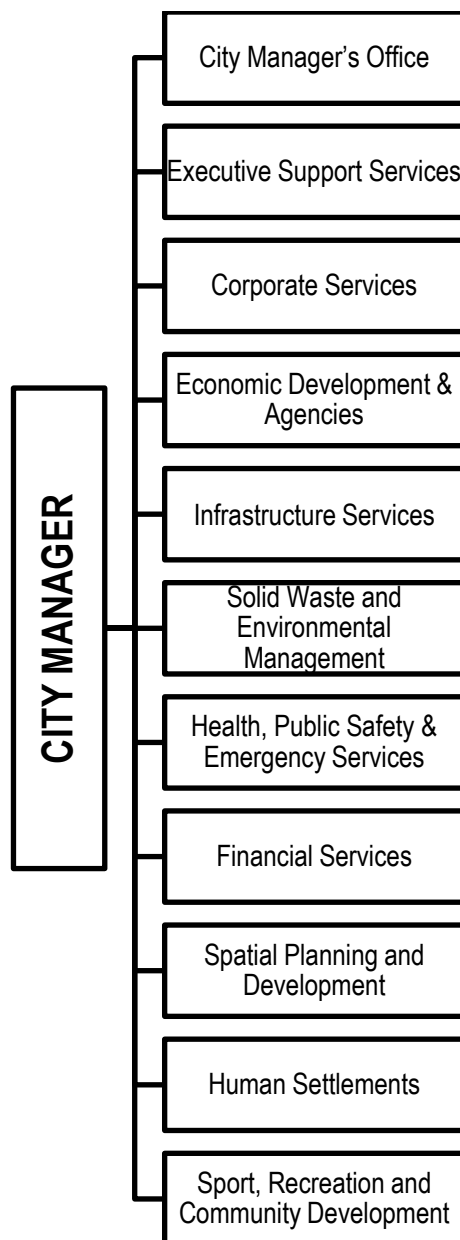 City Manager’s Office
Executive Support Services
Corporate Services
Economic Development &
Agencies
Infrastructure Services
CITY MANAGER
Solid Waste and
Environmental
Management
Health, Public Safety &
Emergency Services
Financial Services
Spatial Planning and
Development
Human Settlements
Sport, Recreation and
Community Development